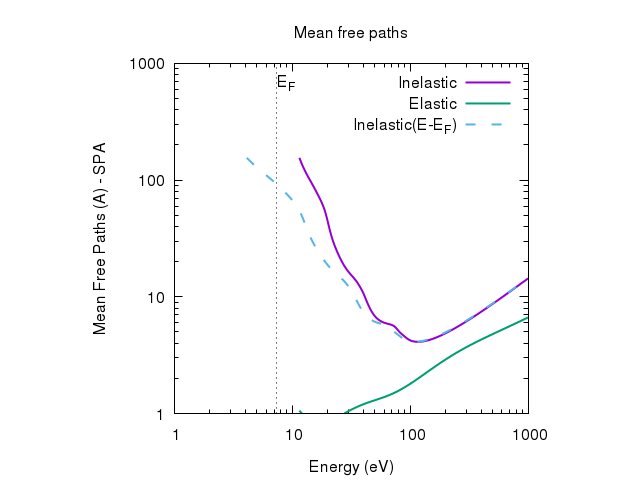 Mean free paths
1000
100
10
1
Mean Free Paths (A) - SPA
E_F
Inelastic
Elastic
Inelastic(E-E_F)
1 10 100 1000
Energy (eV)